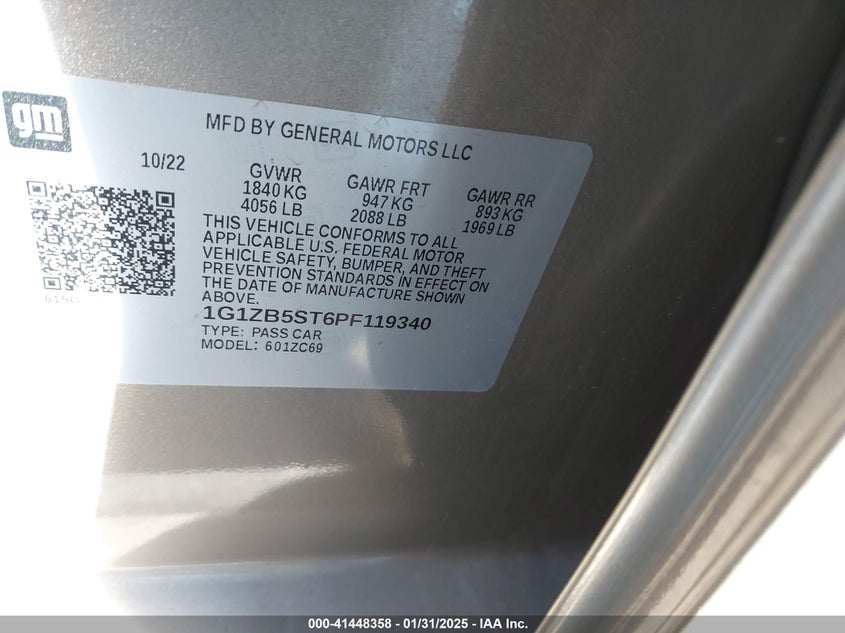 gm
MFD BY GENERAL MOTORS LLC
10/22
GVWR
1840 KG
4056 LB
GAWR FRT
947 KG
2088 LB
GAWR RR
893 KG
1969 LB
THIS VEHICLE CONFORMS TO ALL
APPLICABLE U.S. FEDERAL MOTOR
VEHICLE SAFETY, BUMPER, AND THEFT
PREVENTION STANDARDS IN EFFECT ON
THE DATE OF MANUFACTURE SHOWN
ABOVE.
1G1ZB5ST6PF119340
TYPE: PASS CAR
MODEL: 601ZC69
000-41448358 - 01/31/2025 - IAA Inc.